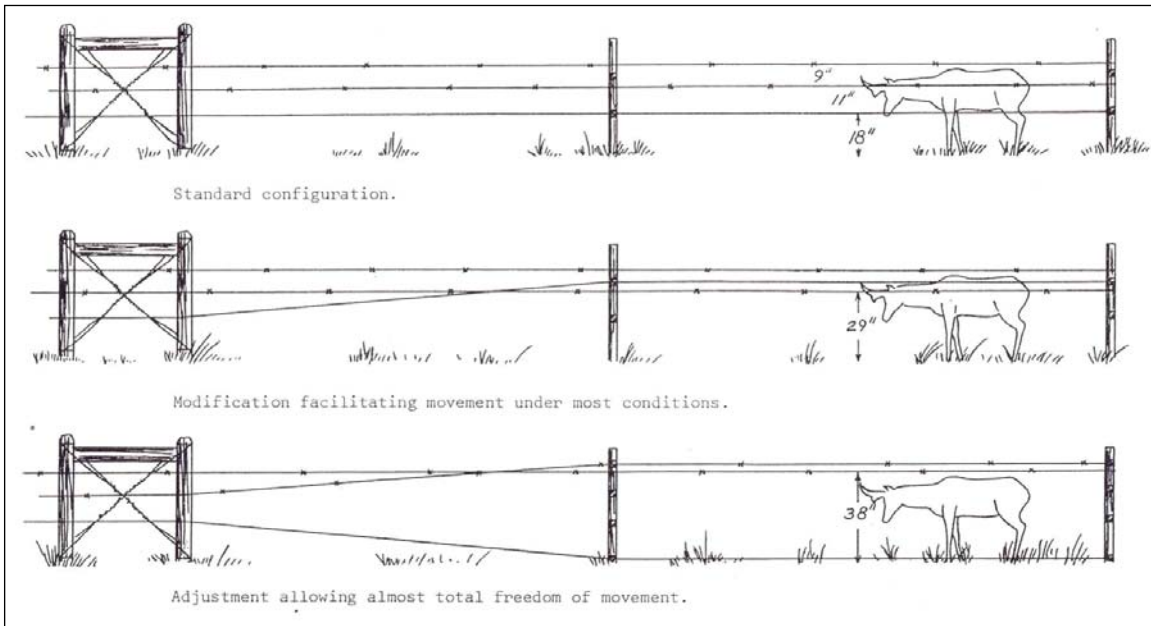 9"
11"
18"
Standard configuration.
29"
Modification facilitating movement under most conditions.
38"
Adjustment allowing almost total freedom of movement.